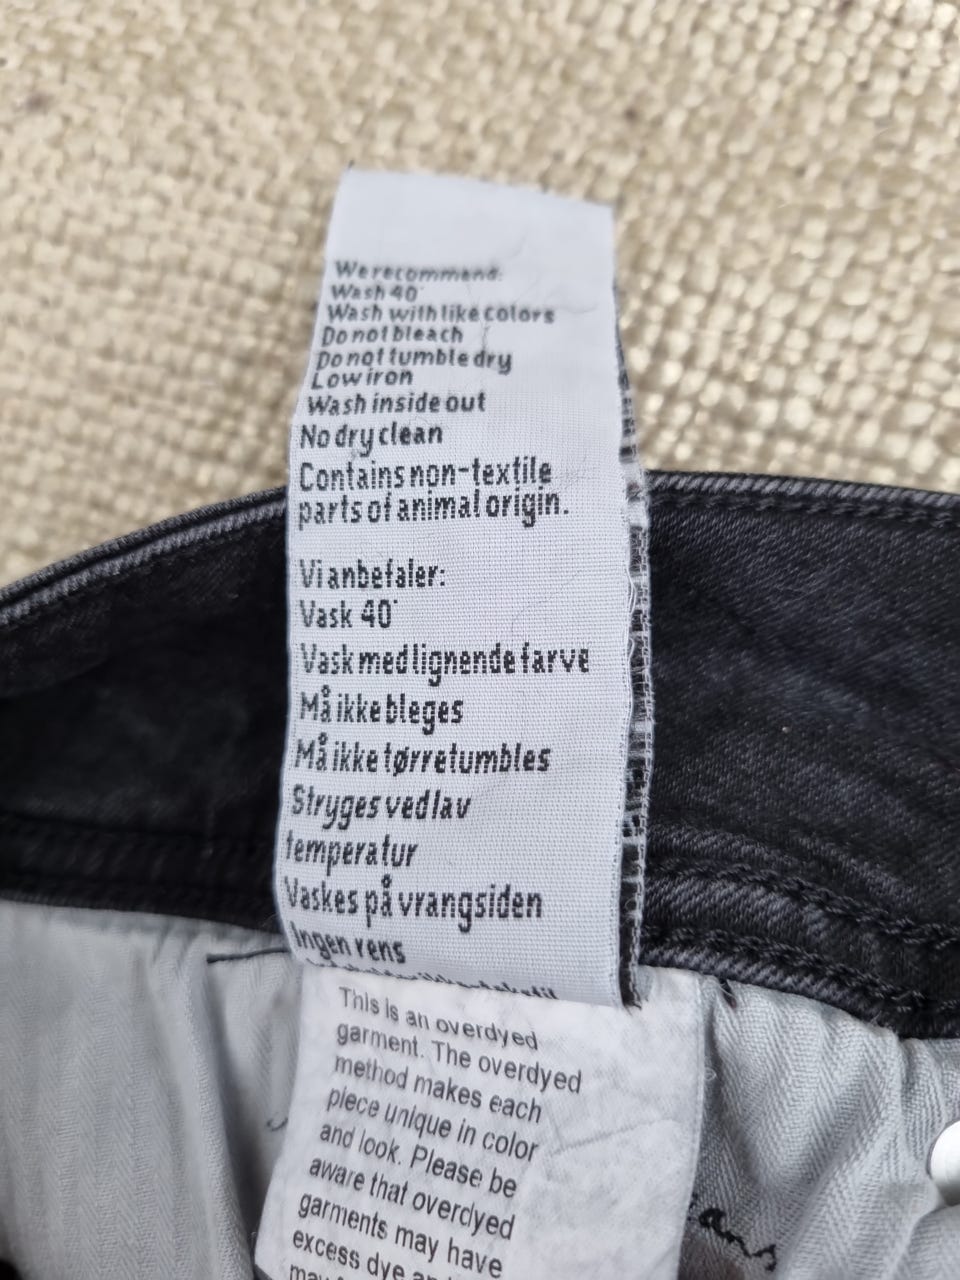 We recommend:
Wash 40°
Wash with like colors
Do not bleach
Do not tumble dry
Low iron
Wash inside out
No dry clean
Contains non-textile
parts of animal origin.
Vi anbefaler:
Vask 40°
Vask med lignende farve
Må ikke bleges
Må ikke tørretumbles
Stryges ved lav
temperatur
Vaskes på vrangsiden
Ingen rens
This is an overdyed
garment. The overdyed
method makes each
piece unique in color
and look. Please be
aware that overdyed
garments may have
excess dye